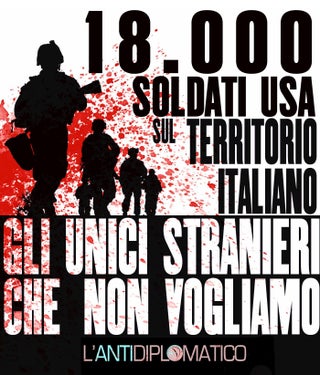 18.000
SOLDATI USA
SUL TERRITORIO
ITALIANO
GLI UNICI STRANIERI
CHE NON VOGLIAMO
L'ANTIDIPLOMATICO